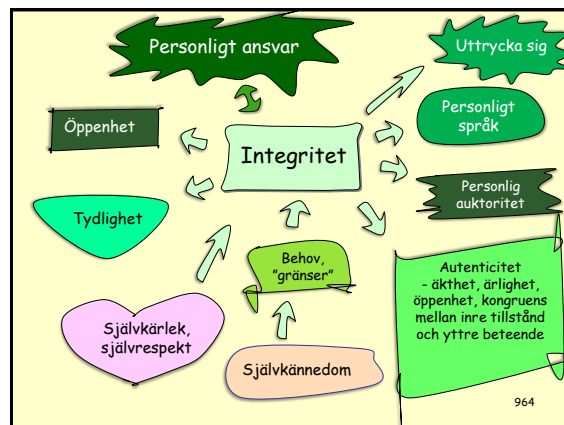 Personligt ansvar
Uttrycka sig
Öppenhet
Personligt
språk
Integritet
Personlig
auktoritet
Tydlighet
Behov,
”gränser”
Autenticitet
- äkthet, ärlighet,
öppenhet, kongruens
mellan inre tillstånd
och yttre beteende
Självkärlek,
självrespekt
Självkännedom
964